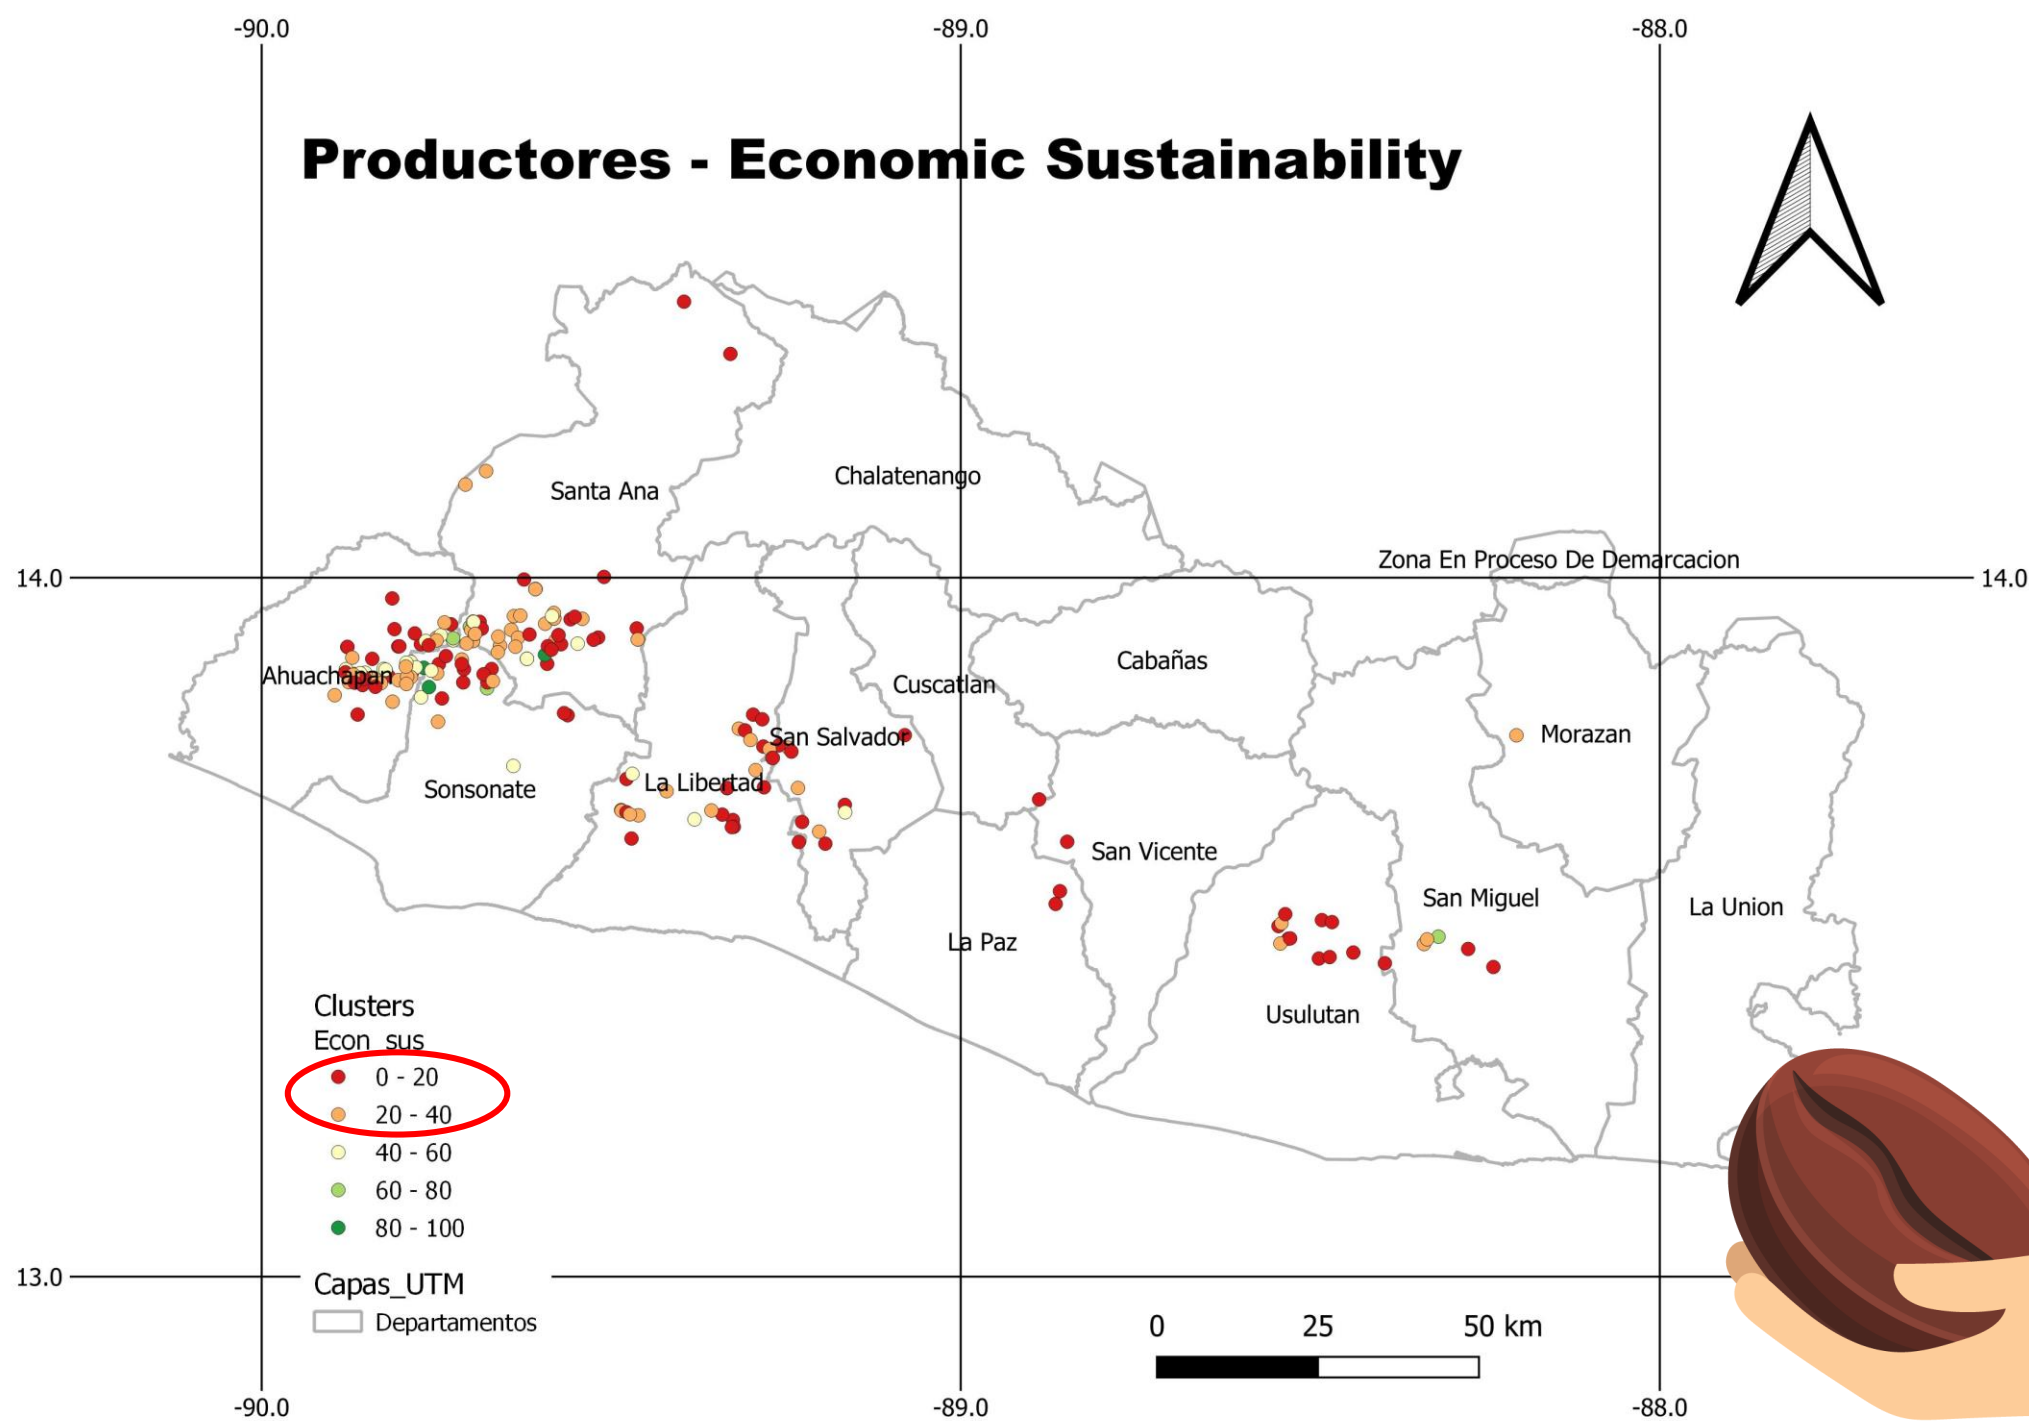 -90.0
-89.0
-88.0
Productores - Economic Sustainability
Santa Ana
Chalatenango
Zona En Proceso De Demarcacion
14.0
14.0
Cabañas
Ahuachapan
Cuscatlan
San Salvador
Morazan
La Libertad
Sonsonate
San Vicente
San Miguel
La Union
La Paz
Usulutan
Clusters
Econ_sus
0 - 20
20 - 40
40 - 60
60 - 80
80 - 100
13.0
Capas_UTM
Departamentos
0 25 50 km
-90.0
-89.0
-88.0